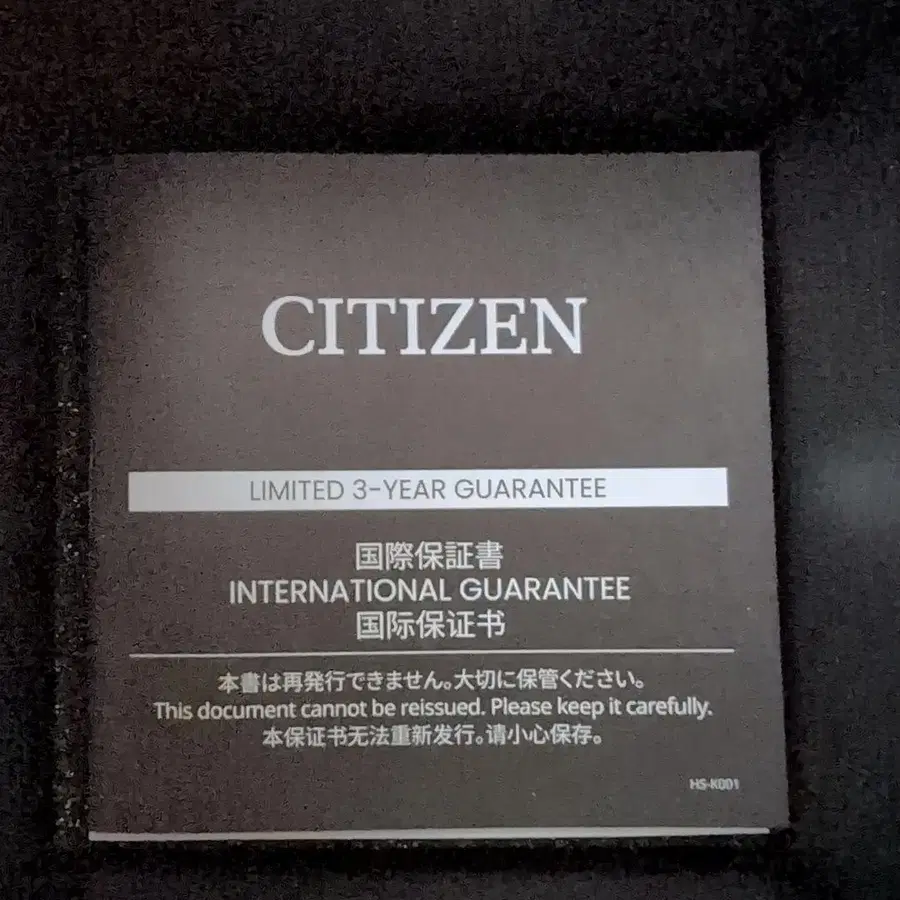 CITIZEN
LIMITED 3-YEAR GUARANTEE
国際保証書
INTERNATIONAL GUARANTEE
国际保证书
本書は再発行できません。大切に保管ください。
This document cannot be reissued. Please keep it carefully.
本保证书无法重新发行。请小心保存。
HS-K001